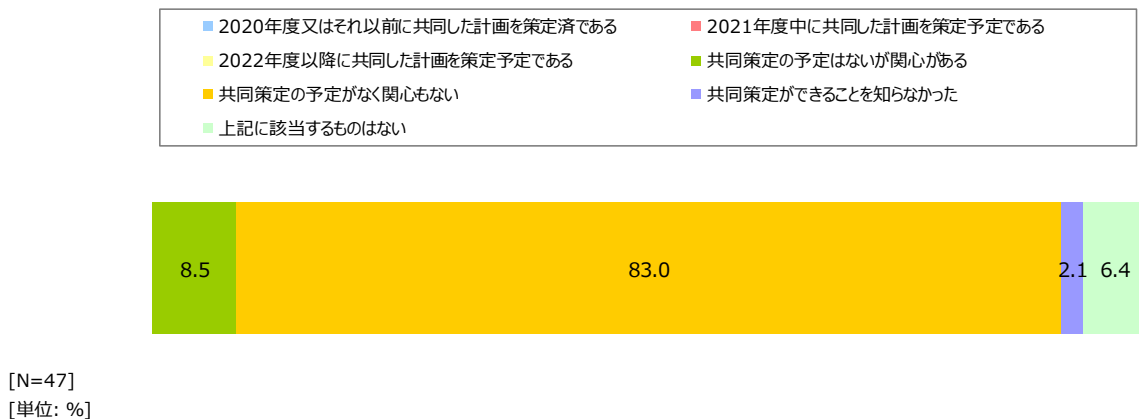 2020年度又はそれ以前に共同した計画を策定済である
2021年度中に共同した計画を策定予定である
2022年度以降に共同した計画を策定予定である
共同策定の予定はないが関心がある
共同策定の予定がなく関心もない
共同策定ができることを知らなかった
上記に該当するものはない
8.5
83.0
2.1
6.4
[N=47]
[単位: %]